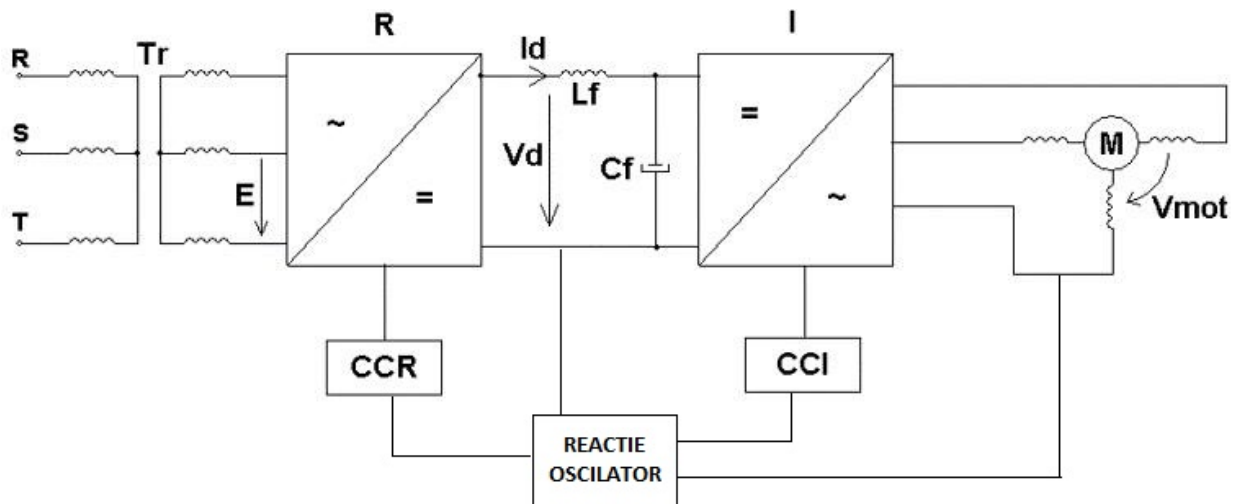 R
I
R
Tr
Id
Lf
~
=
S
Vd
Cf
M
E
=
~
Vmot
T
CCR
CCI
REACTIE
OSCILATOR